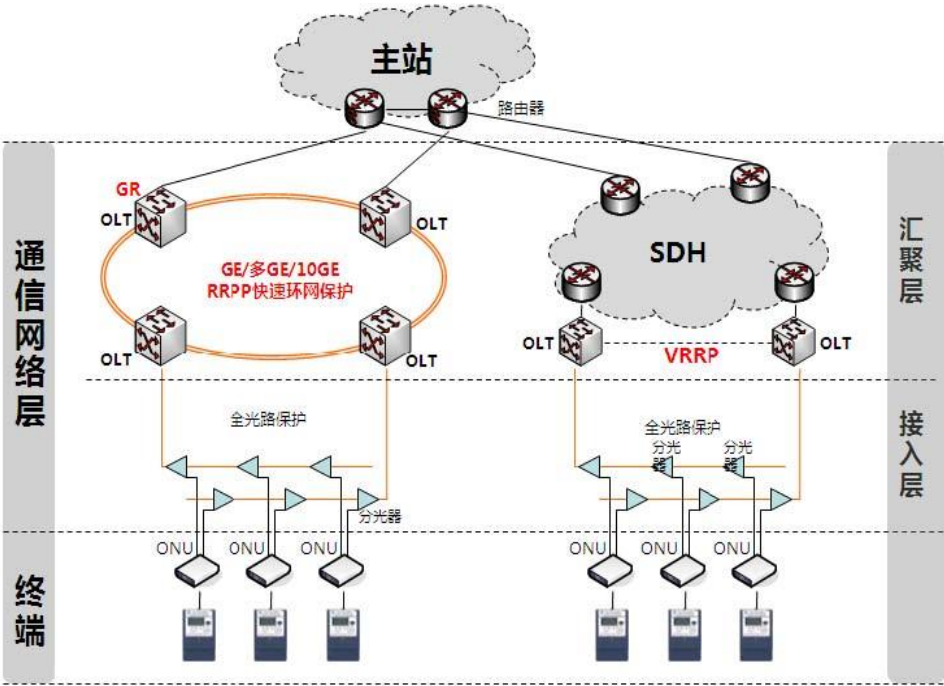 主站
路由器
GR
OLT
OLT
GE/多GE/10GE
RRPP快速环网保护
OLT
OLT
SDH
OLT
VRRP
OLT
通信网络层
汇聚层
全光路保护
分光器
全光路保护
分光器
分光器
接入层
ONU
ONU
ONU
ONU
ONU
ONU
终端